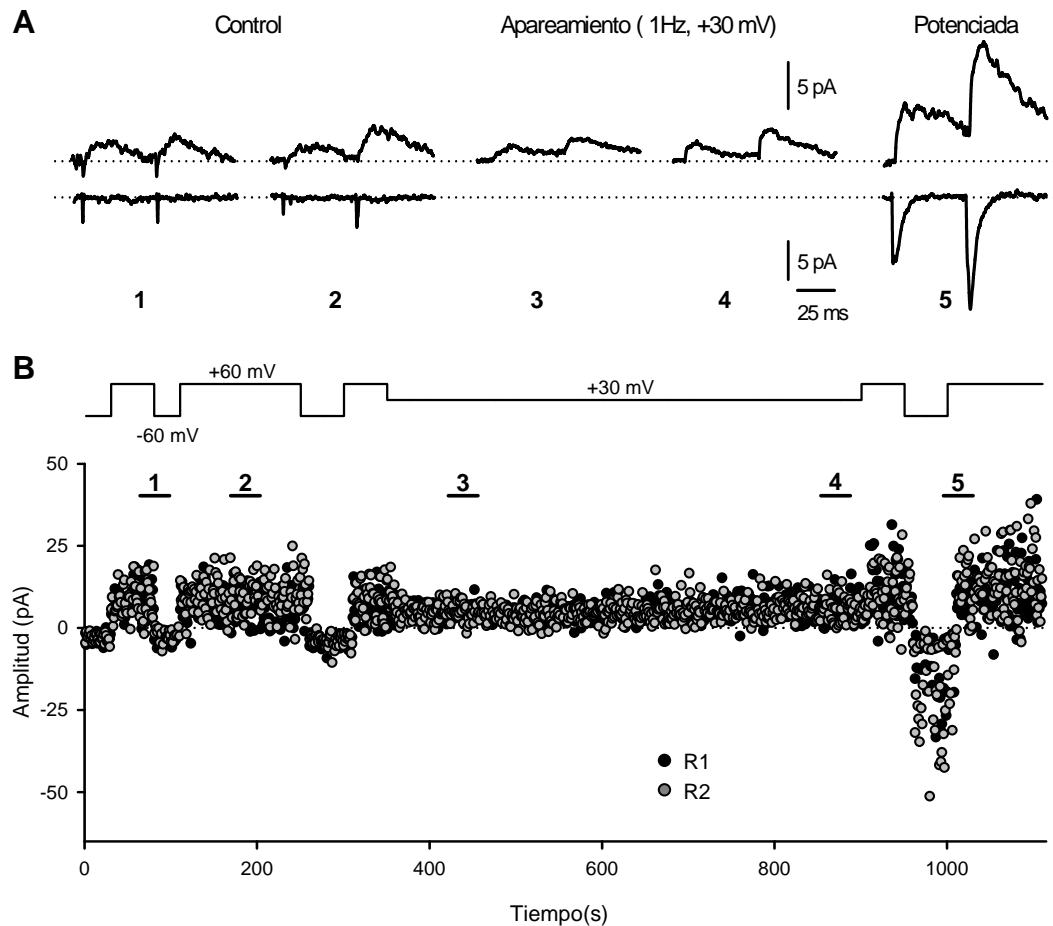 A
Control
Apareamiento ( 1Hz, +30 mV)
Potenciada
5 pA
5 pA
25 ms
1
2
3
4
5
B
+60 mV
-60 mV
+30 mV
1
2
3
4
5
50
25
0
-25
-50
Amplitud (pA)
R1
R2
0
200
400
600
800
1000
Tiempo(s)